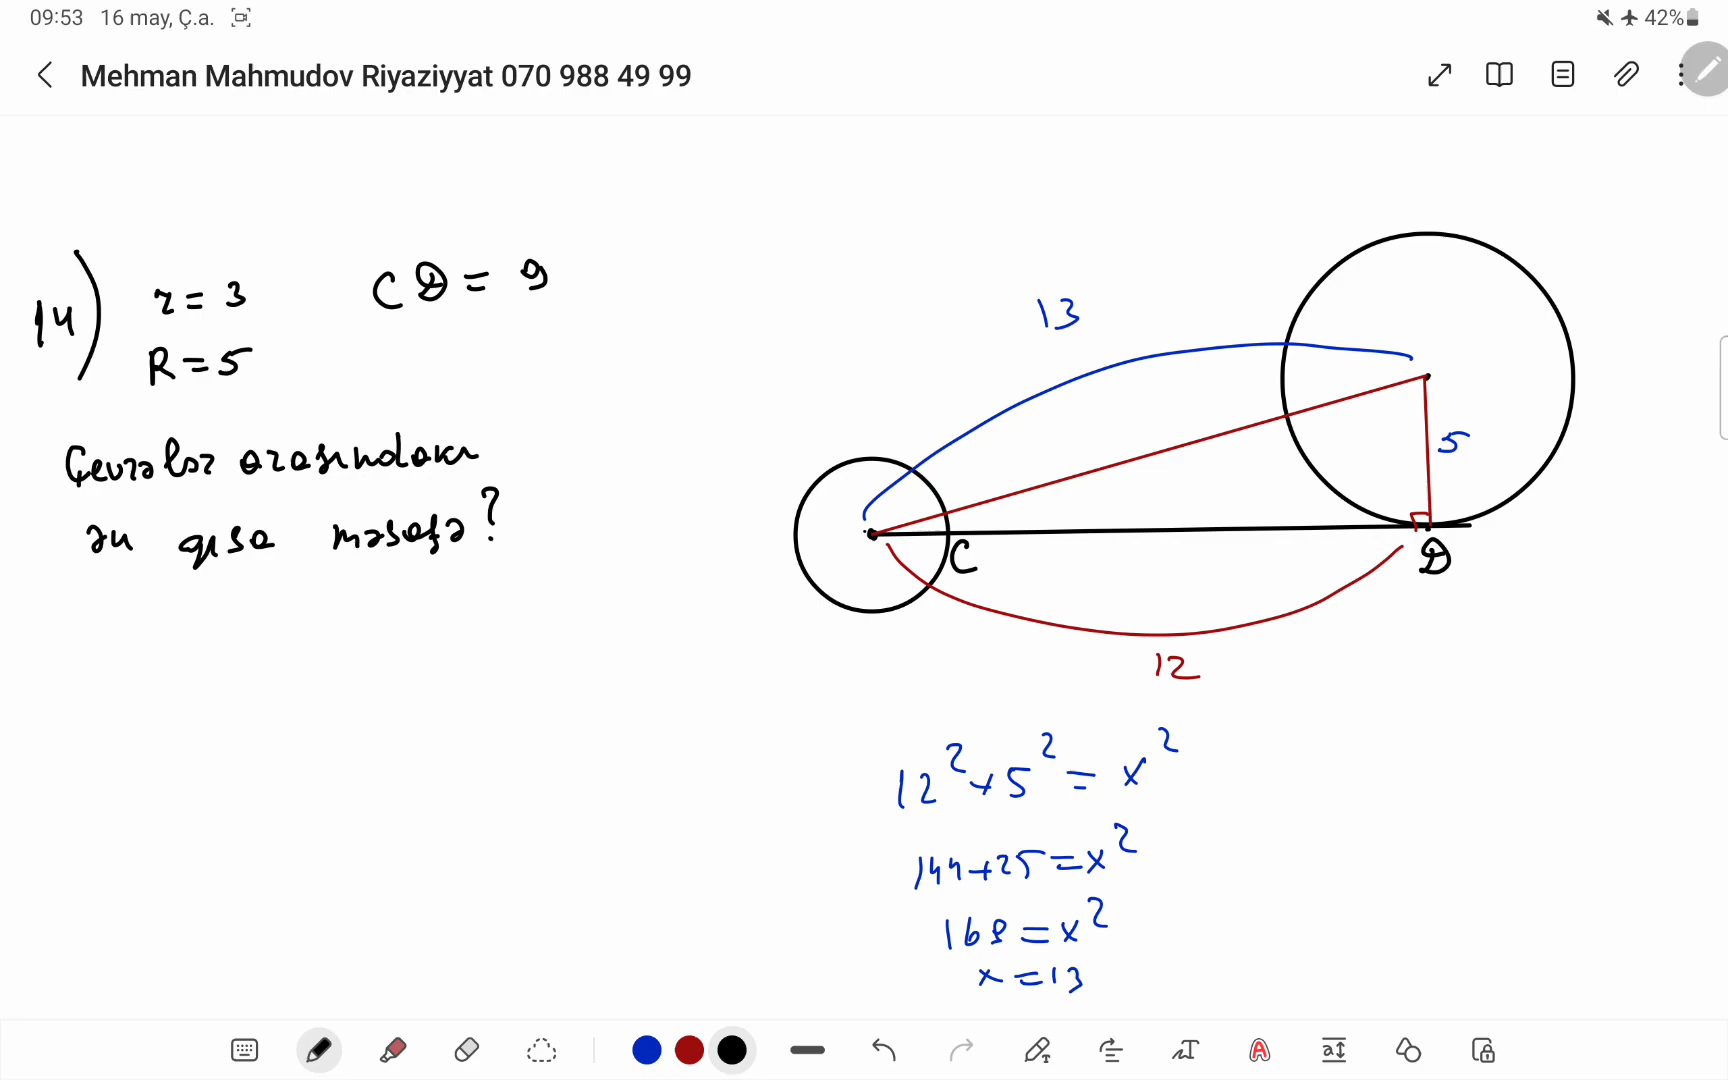 09:53 16 may, Ç.a.
42%
Mehman Mahmudov Riyaziyyat 070 988 49 99
14) r = 3 CD = 9
R = 5
Çevrələr arasındakı
ən qısa məsafə?
13
5
C
D
12
12² + 5² = x²
144+25 = x²
169 = x²
x = 13